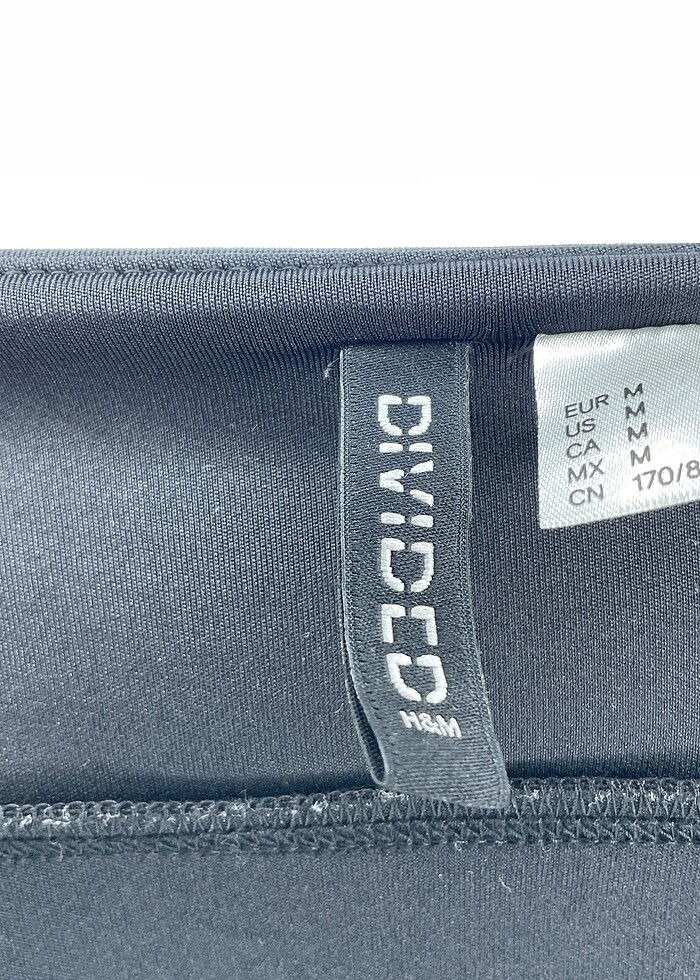 DIVIDED
H&M
EUR M
US M
CA M
MX M
CN 170/8